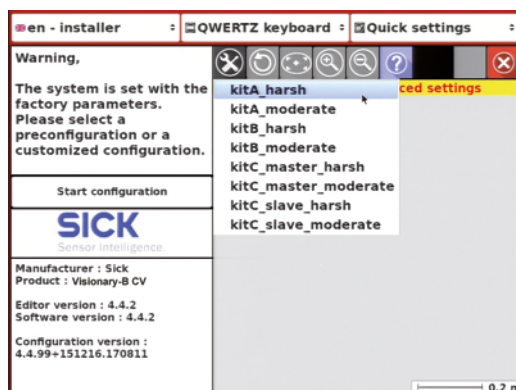 en - installer
QWERTZ keyboard
Quick settings
Warning,
The system is set with the
factory parameters.
Please select a
preconfiguration or a
customized configuration.
Start configuration
SICK
Sensor Intelligence.
Manufacturer : Sick
Product : Visionary-B CV
Editor version : 4.4.2
Software version : 4.4.2
Configuration version :
4.4.99+151216.170811
?
ced settings
kitA_harsh
kitA_moderate
kitB_harsh
kitB_moderate
kitC_master_harsh
kitC_master_moderate
kitC_slave_harsh
kitC_slave_moderate
0.2 m